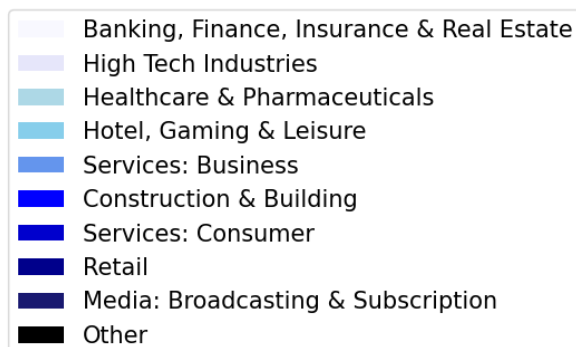 Banking, Finance, Insurance & Real Estate
High Tech Industries
Healthcare & Pharmaceuticals
Hotel, Gaming & Leisure
Services: Business
Construction & Building
Services: Consumer
Retail
Media: Broadcasting & Subscription
Other